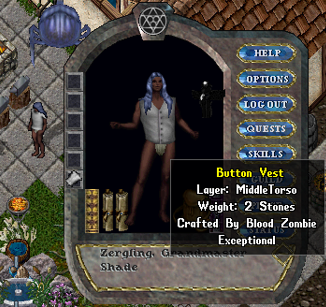 HELP
OPTIONS
LOG OUT
QUESTS
SKILLS
Button Vest
Layer: MiddleTorso
Weight: 2 Stones
Crafted By Blood Zombie
Exceptional
Zergling, Grandmaster
Shade